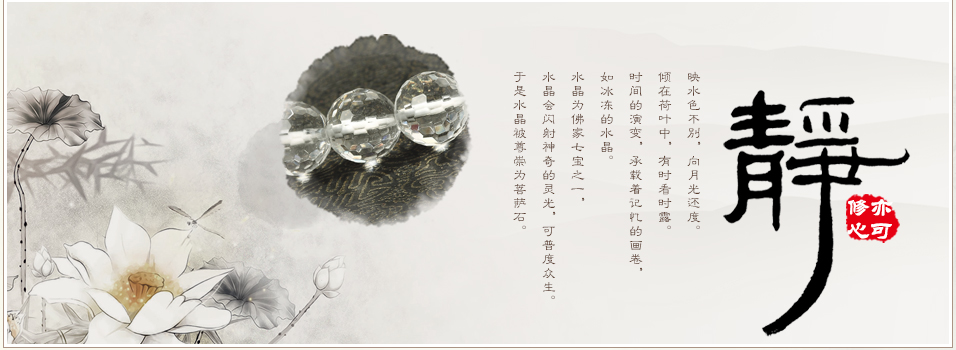 靜
亦可
修心
映水色不别，向月光还度。
倾在荷叶中，有时看时露。
时间的演变，承载着记忆的画卷，
如冰冻的水晶。
水晶为佛家七宝之一，
水晶会闪射神奇的灵光，可普度众生。
于是水晶被尊崇为菩萨石。